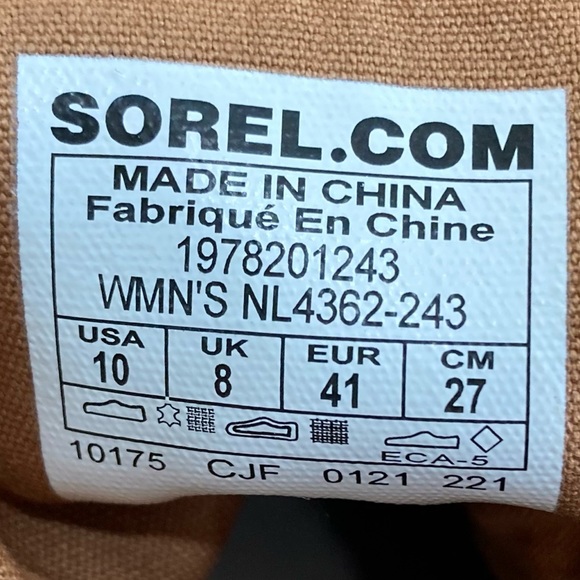 SOREL.COM
MADE IN CHINA
Fabriqué En Chine
1978201243
WMN'S NL4362-243
USA UK EUR CM
10 8 41 27
ECA-5
10175 CJF 0121 221